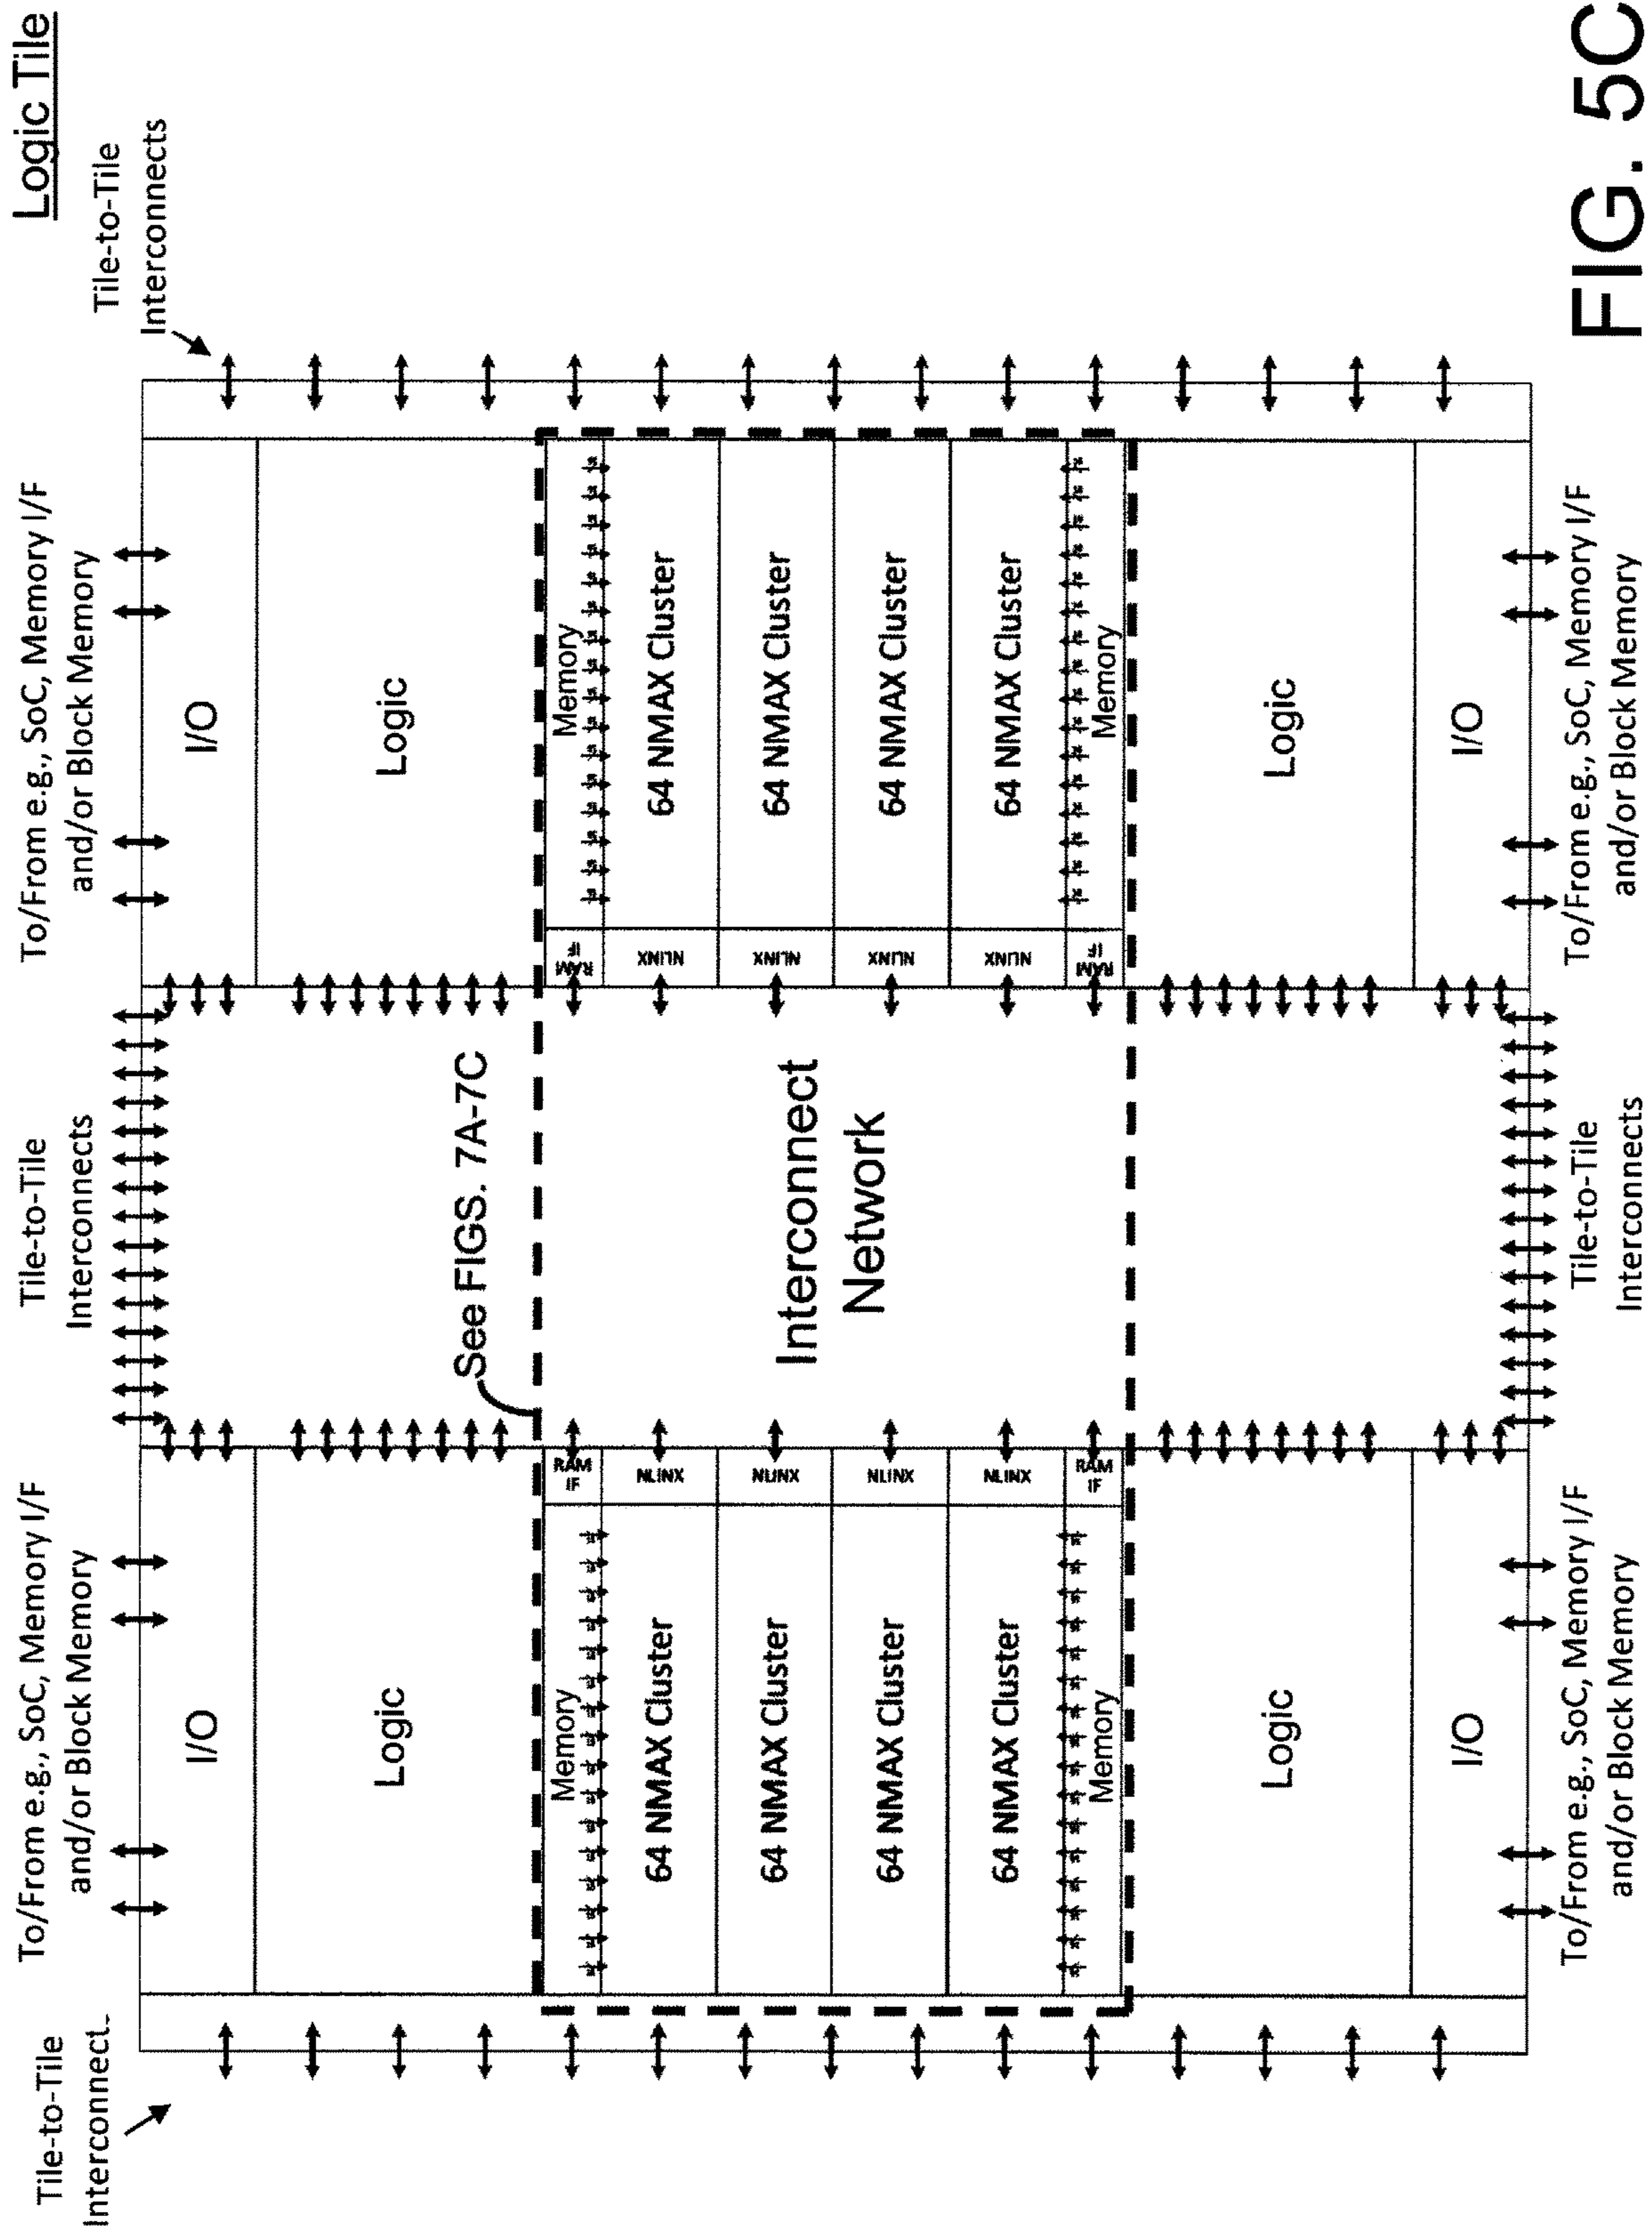 Logic Tile
Tile-to-Tile
Interconnect
To/From e.g., SoC, Memory I/F
and/or Block Memory
Tile-to-Tile
Interconnects
To/From e.g., SoC, Memory I/F
and/or Block Memory
Tile-to-Tile
Interconnects
I/O
I/O
Logic
Logic
See FIGS. 7A-7C
Memory
RAM
IF
RAM
IF
Memory
64 NMAX Cluster
NLINX
NLINX
64 NMAX Cluster
64 NMAX Cluster
NLINX
NLINX
64 NMAX Cluster
Interconnect
Network
64 NMAX Cluster
NLINX
NLINX
64 NMAX Cluster
64 NMAX Cluster
NLINX
NLINX
64 NMAX Cluster
Memory
RAM
IF
RAM
IF
Memory
Logic
Logic
I/O
I/O
To/From e.g., SoC, Memory I/F
and/or Block Memory
Tile-to-Tile
Interconnects
To/From e.g., SoC, Memory I/F
and/or Block Memory
FIG. 5C